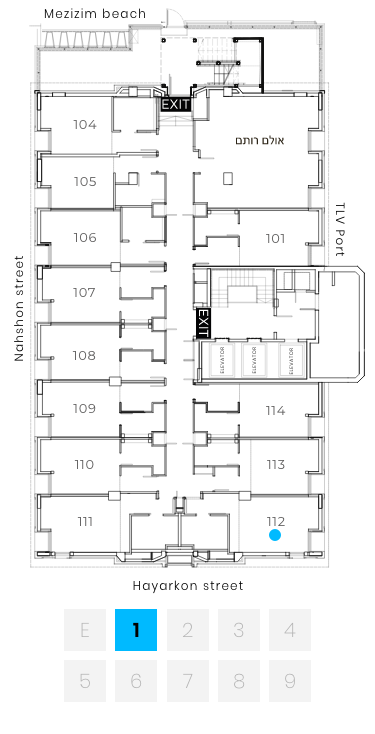 Mezizim beach
EXIT
104
אולם רותם
105
TLV Port
106
101
Nahshon street
107
EXIT
108
ELEVATOR
ELEVATOR
ELEVATOR
109
114
110
113
111
112
Hayarkon street
E 1 2 3 4
5 6 7 8 9